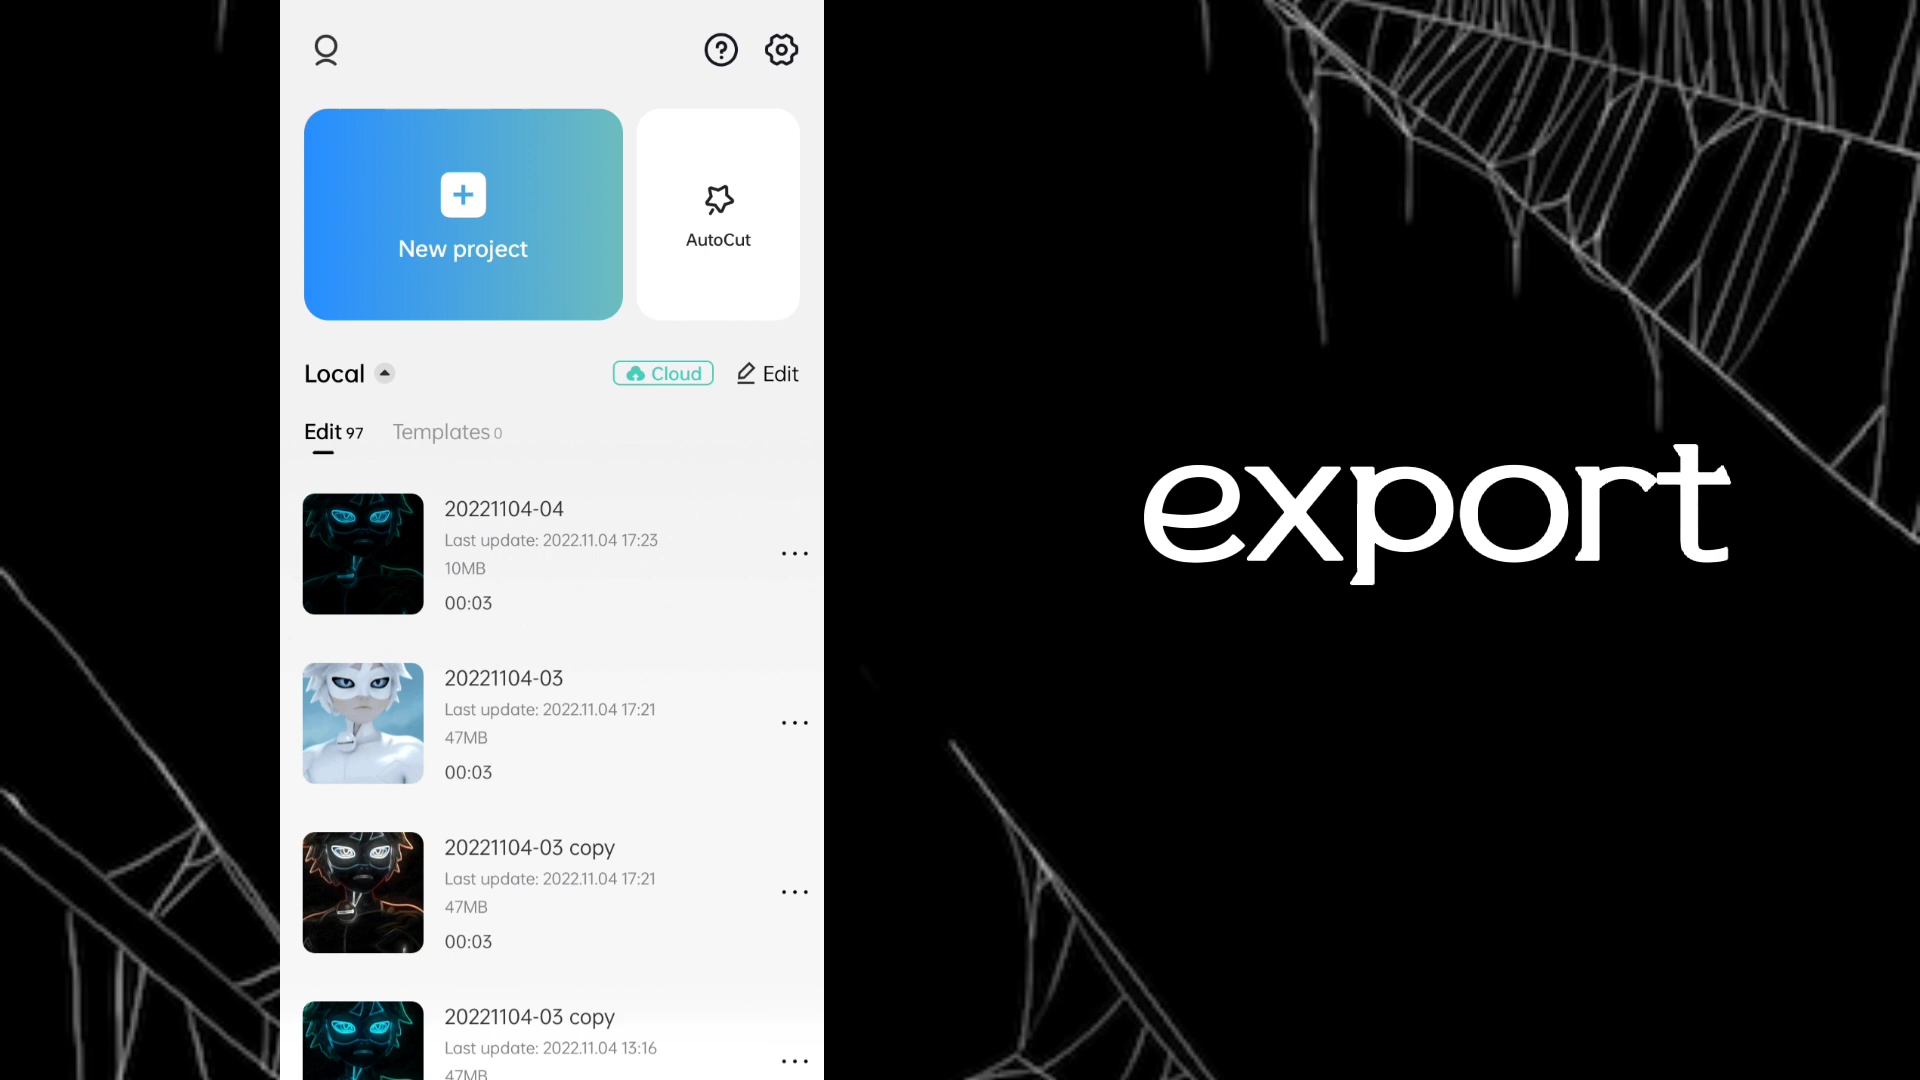 New project
AutoCut
Local
Cloud
Edit
Edit 97
Templates 0
20221104-04
Last update: 2022.11.04 17:23
10MB
00:03
20221104-03
Last update: 2022.11.04 17:21
47MB
00:03
20221104-03 copy
Last update: 2022.11.04 17:21
47MB
00:03
20221104-03 copy
Last update: 2022.11.04 13:16
47MB
export